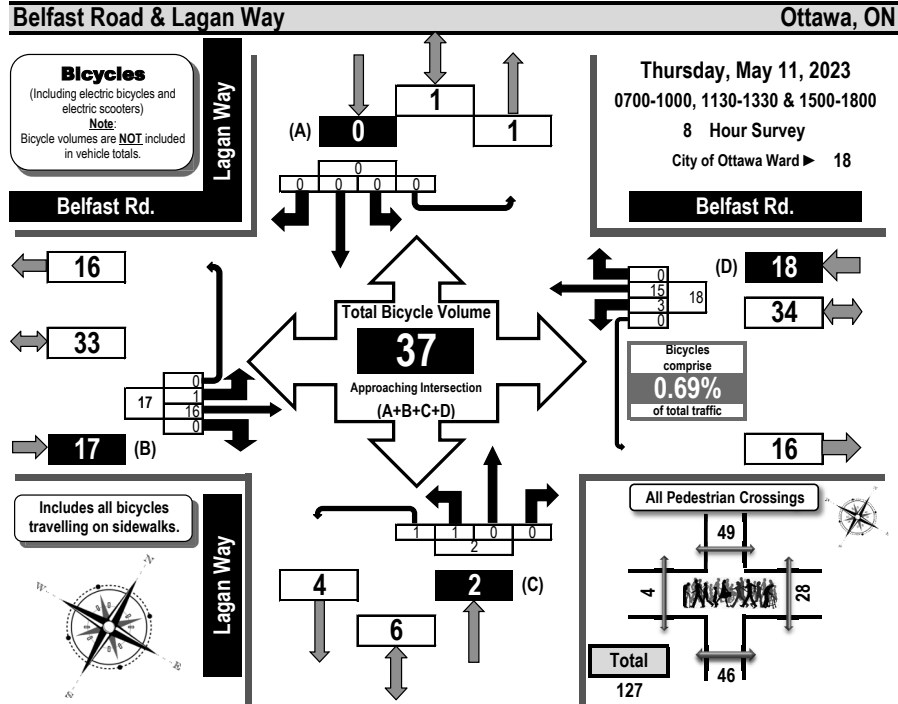 Belfast Road & Lagan Way
Ottawa, ON
Bicycles
(Including electric bicycles and
electric scooters)
Note:
Bicycle volumes are NOT included
in vehicle totals.
Lagan Way
Belfast Rd.
(A)
0
1
1
0
0 0 0 0
Thursday, May 11, 2023
0700-1000, 1130-1330 & 1500-1800
8 Hour Survey
City of Ottawa Ward ► 18
Belfast Rd.
16
33
17
0
1
16
0
17
(B)
Total Bicycle Volume
37
Approaching Intersection
(A+B+C+D)
0
15
3
0
18
(D)
18
34
Bicycles
comprise
0.69%
of total traffic
16
Includes all bicycles
travelling on sidewalks.
N
W
E
S
Lagan Way
1 1 0 0
2
4
2
(C)
6
All Pedestrian Crossings
49
4
28
46
Total
127